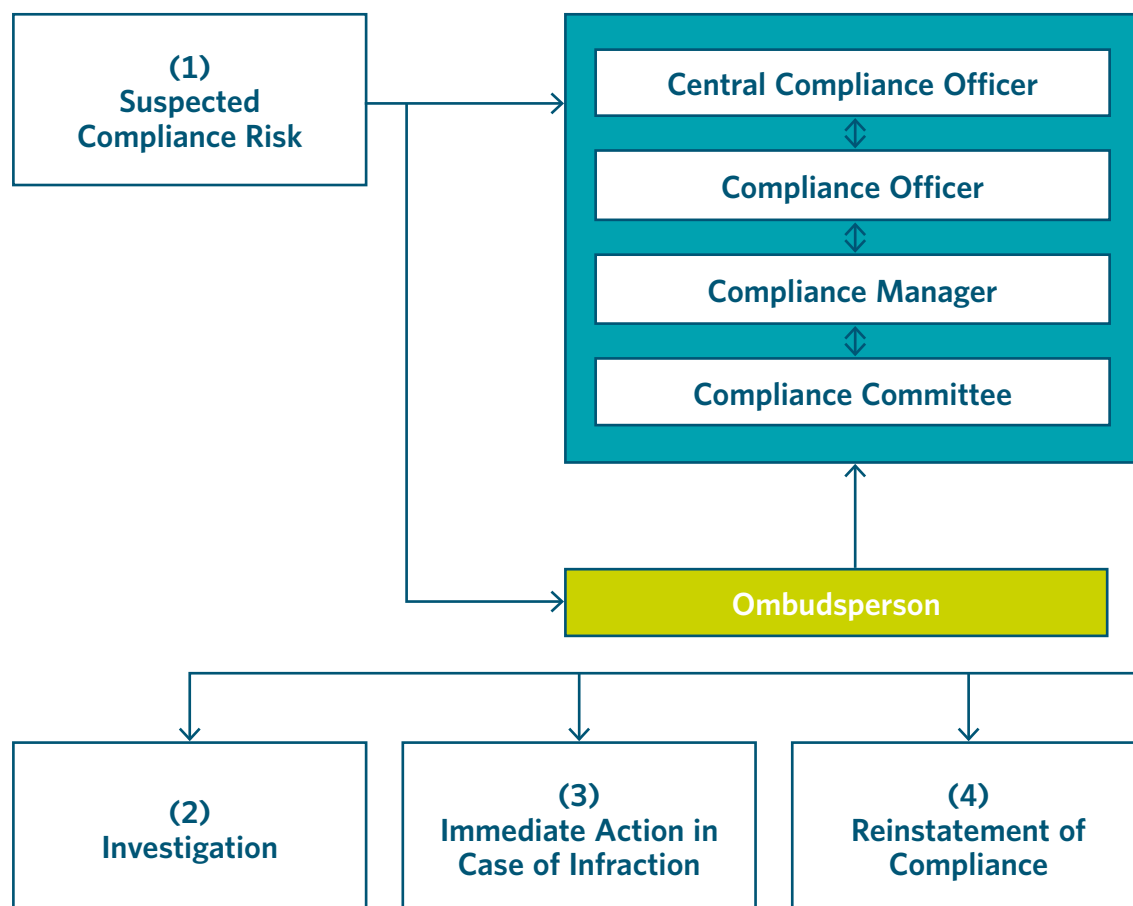 (1)
Suspected
Compliance Risk
Central Compliance Officer
Compliance Officer
Compliance Manager
Compliance Committee
Ombudsperson
(2)
Investigation
(3)
Immediate Action in
Case of Infraction
(4)
Reinstatement of
Compliance